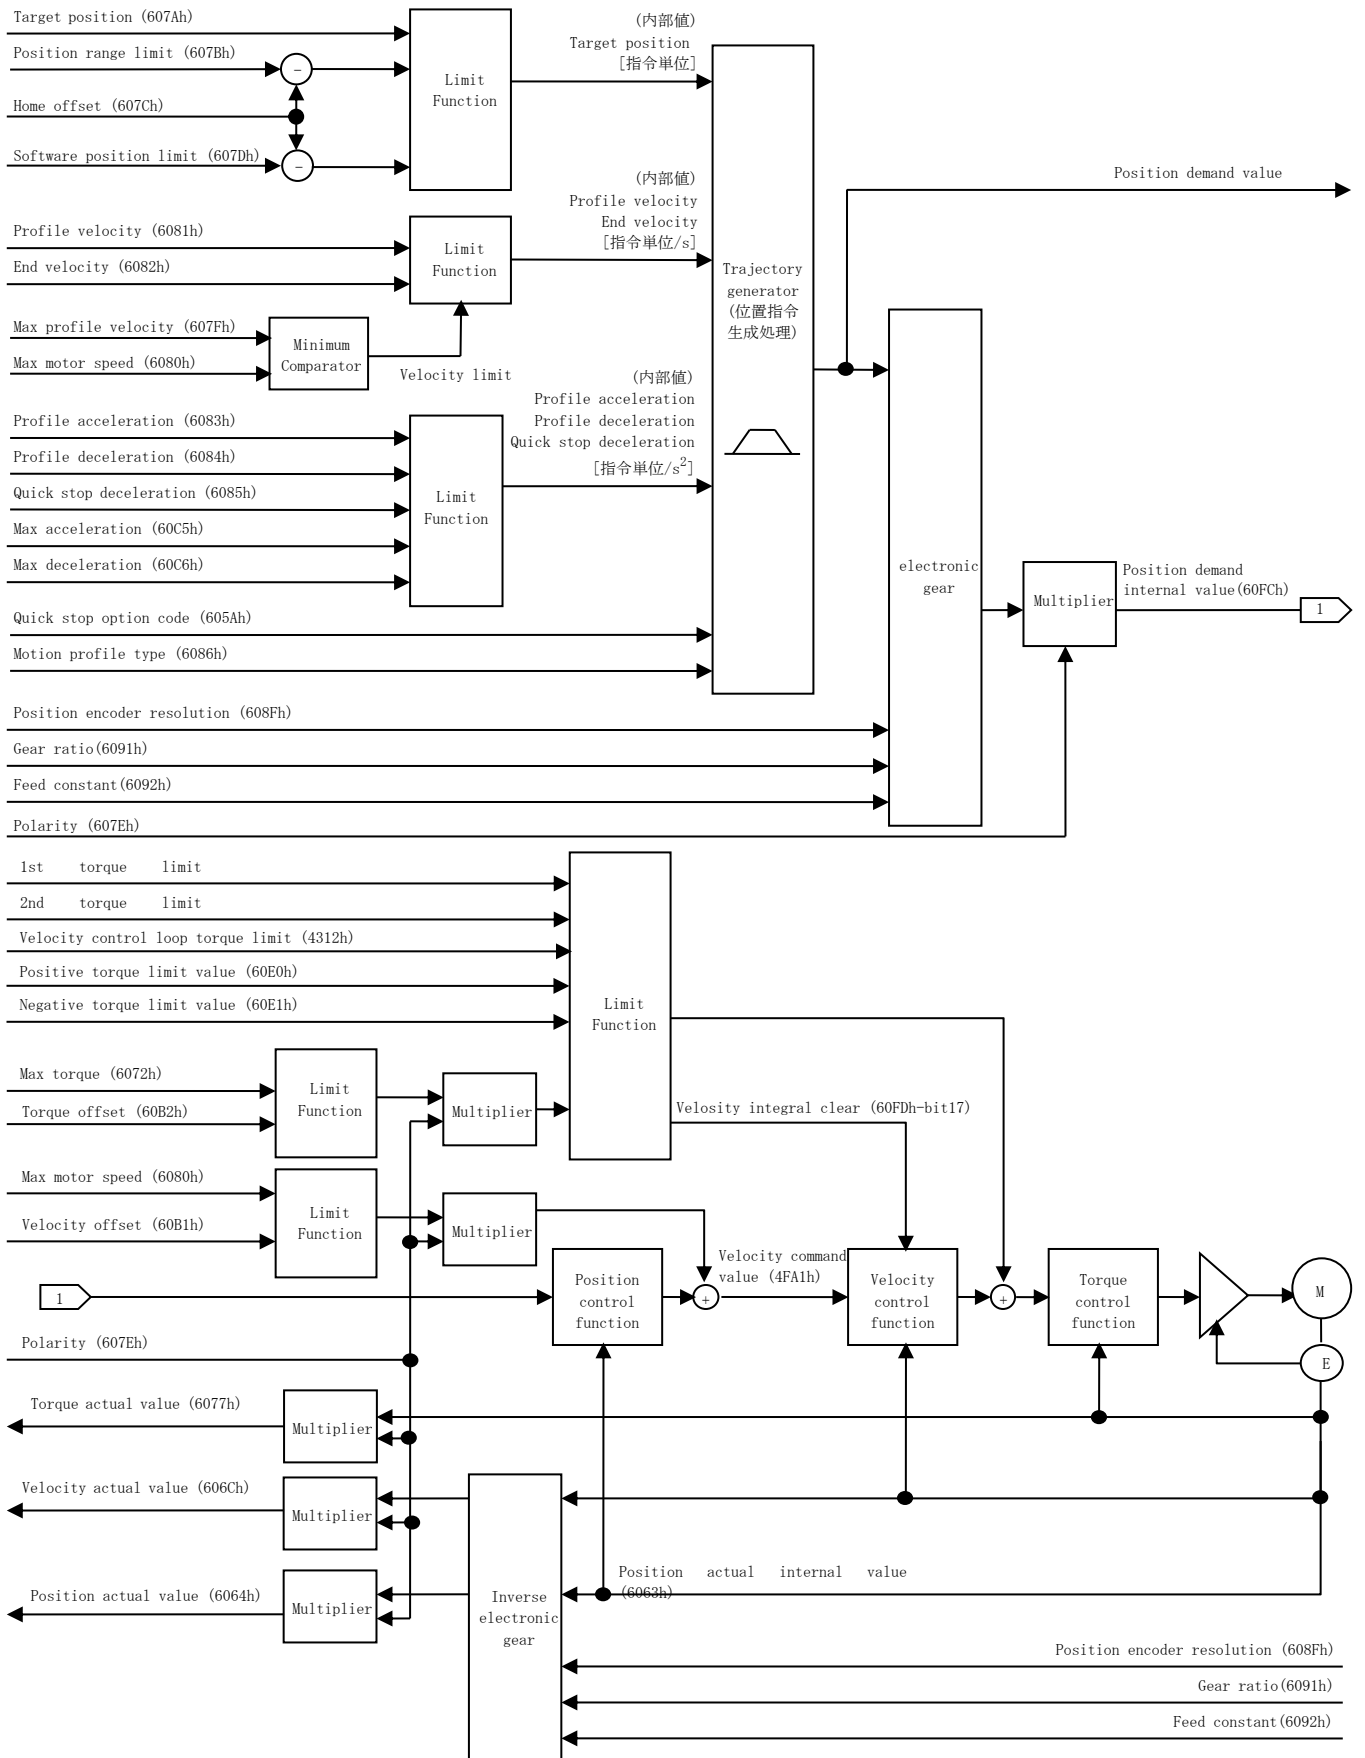 Target position (607Ah)
Position range limit (607Bh)
-
Home offset (607Ch)
Software position limit (607Dh)
-
Limit
Function
(内部値)
Target position
[指令単位]
Position demand value
Profile velocity (6081h)
End velocity (6082h)
Limit
Function
(内部値)
Profile velocity
End velocity
[指令単位/s]
Max profile velocity (607Fh)
Max motor speed (6080h)
Minimum
Comparator
Velocity limit
Trajectory
generator
(位置指令
生成処理)
Profile acceleration (6083h)
Profile deceleration (6084h)
Quick stop deceleration (6085h)
Max acceleration (60C5h)
Max deceleration (60C6h)
Limit
Function
(内部値)
Profile acceleration
Profile deceleration
Quick stop deceleration
[指令単位/s²]
Quick stop option code (605Ah)
Motion profile type (6086h)
electronic
gear
Multiplier
Position demand
internal value(60FCh)
1
Position encoder resolution (608Fh)
Gear ratio(6091h)
Feed constant(6092h)
Polarity (607Eh)
1st torque limit
2nd torque limit
Velocity control loop torque limit (4312h)
Positive torque limit value (60E0h)
Negative torque limit value (60E1h)
Limit
Function
Max torque (6072h)
Torque offset (60B2h)
Limit
Function
Multiplier
Velosity integral clear (60FDh-bit17)
Max motor speed (6080h)
Velocity offset (60B1h)
Limit
Function
Multiplier
1
Position
control
function
+
Velocity command
value (4FA1h)
Velocity
control
function
+
Torque
control
function
M
E
Polarity (607Eh)
Torque actual value (6077h)
Multiplier
Velocity actual value (606Ch)
Multiplier
Position actual value (6064h)
Multiplier
Inverse
electronic
gear
Position actual internal value
(6063h)
Position encoder resolution (608Fh)
Gear ratio(6091h)
Feed constant(6092h)